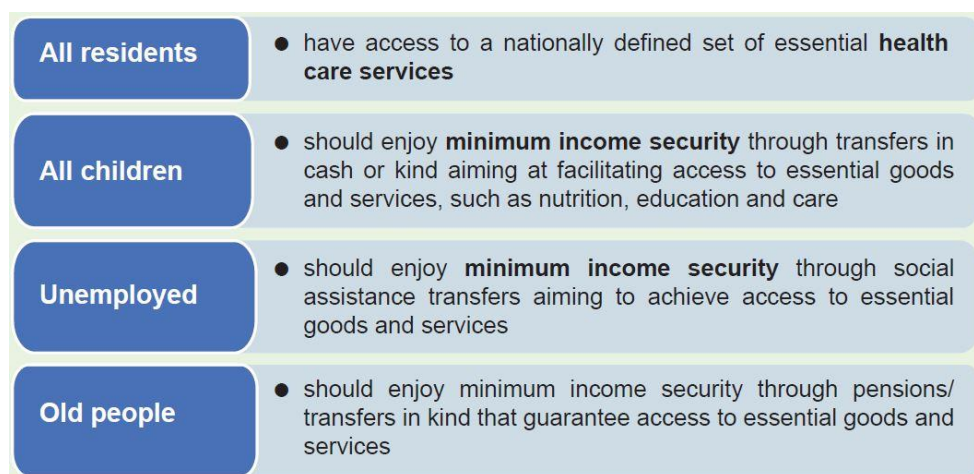 All residents
● have access to a nationally defined set of essential health
care services
All children
● should enjoy minimum income security through transfers in
cash or kind aiming at facilitating access to essential goods
and services, such as nutrition, education and care
Unemployed
● should enjoy minimum income security through social
assistance transfers aiming to achieve access to essential
goods and services
Old people
● should enjoy minimum income security through pensions/
transfers in kind that guarantee access to essential goods and
services